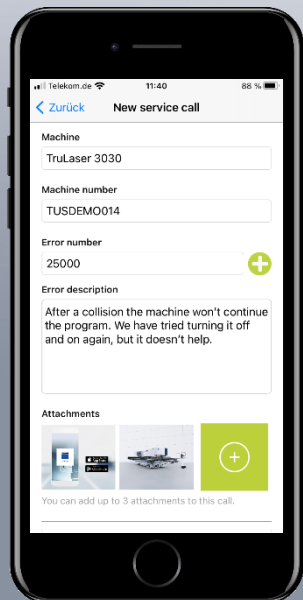 Telekom.de 11:40 88 %
Zurück New service call
Machine
TruLaser 3030
Machine number
TUSDEMO014
Error number
25000
Error description
After a collision the machine won't continue
the program. We have tried turning it off
and on again, but it doesn't help.
Attachments
You can add up to 3 attachments to this call.